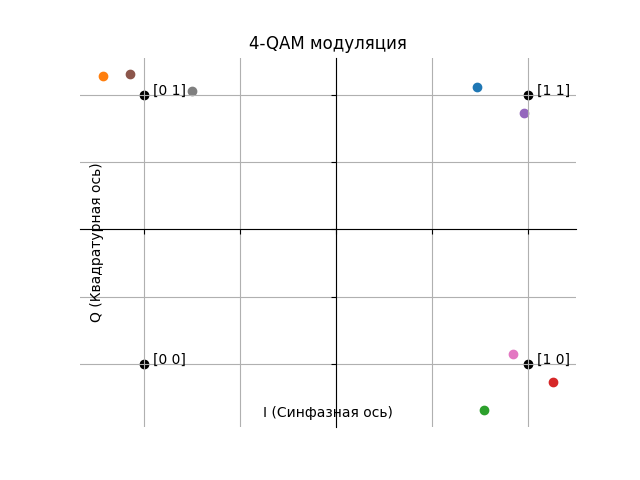 4-QAM модуляция
[0 1]
[1 1]
Q (Квадратурная ось)
[0 0]
[1 0]
I (Синфазная ось)